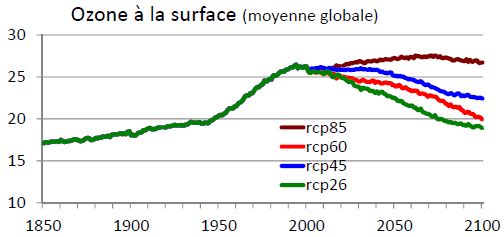 Ozone à la surface (moyenne globale)
30
25
20
15
10
rcp85
rcp60
rcp45
rcp26
1850 1900 1950 2000 2050 2100